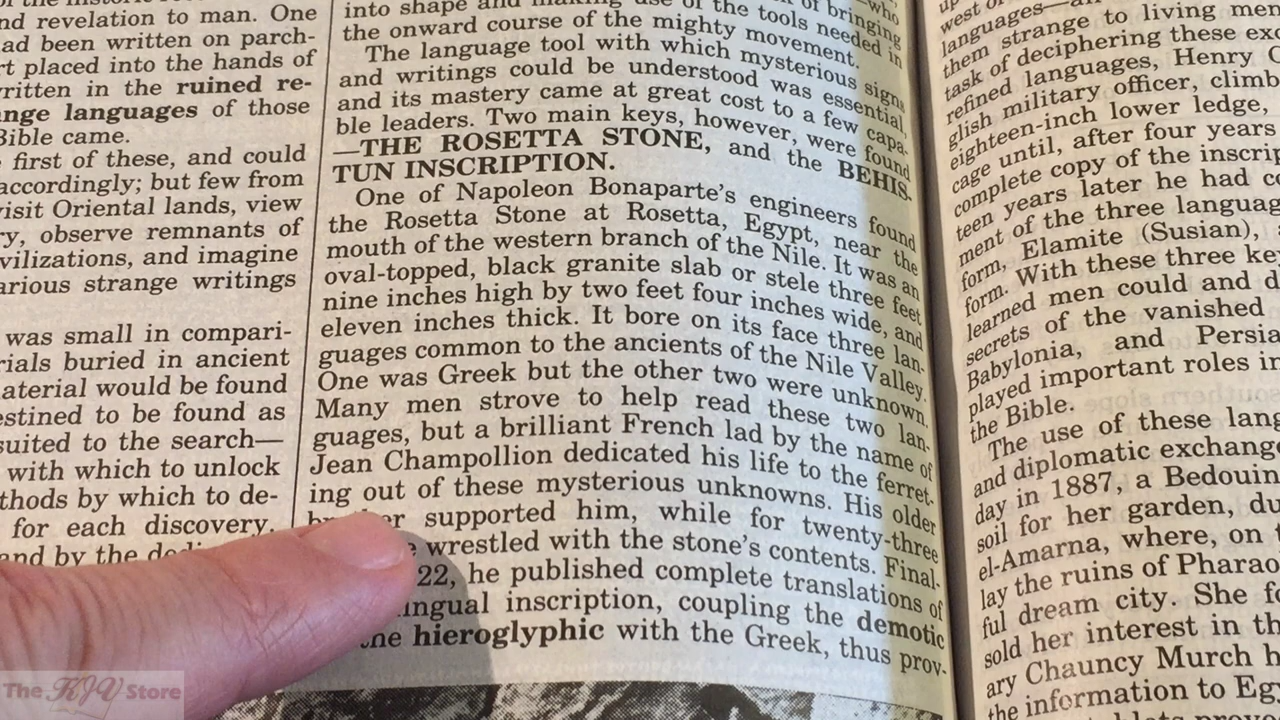 nd revelation to man. One
ad been written on parch-
rt placed into the hands of
ritten in the ruined re-
nge languages of those
Bible came.
first of these, and could
accordingly; but few from
visit Oriental lands, view
ry, observe remnants of
vilizations, and imagine
arious strange writings
was small in compari-
rials buried in ancient
aterial would be found
estined to be found as
suited to the search—
with which to unlock
thods by which to de-
for each discovery.
and by the
—who
of bringing
into shape and making use of the tools needed in
the onward course of the mighty movement.
The language tool with which mysterious signs
and writings could be understood was essential,
and its mastery came at great cost to a few capa-
ble leaders. Two main keys, however, were found
—THE ROSETTA STONE, and the BEHIS-
TUN INSCRIPTION.
One of Napoleon Bonaparte's engineers found
the Rosetta Stone at Rosetta, Egypt, near the
mouth of the western branch of the Nile. It was an
oval-topped, black granite slab or stele three feet
nine inches high by two feet four inches wide, and
eleven inches thick. It bore on its face three lan-
guages common to the ancients of the Nile Valley.
One was Greek but the other two were unknown.
Many men strove to help read these two lan-
guages, but a brilliant French lad by the name of
Jean Champollion dedicated his life to the ferret-
ing out of these mysterious unknowns. His older
supported him, while for twenty-three
wrestled with the stone's contents. Final-
22, he published complete translations of
lingual inscription, coupling the demotic
the hieroglyphic with the Greek, thus prov-
west of
languages—
them strange to living men
task of deciphering these exc
refined languages, Henry C
glish military officer, climb
eighteen-inch lower ledge,
cage until, after four years
complete copy of the inscrip
teen years later he had co
ment of the three languag
form, Elamite (Susian),
form. With these three key
learned men could and d
secrets of the vanished
Babylonia, and Persia
played important roles in
the Bible.
The use of these lang
and diplomatic exchange
day in 1887, a Bedouin
soil for her garden, du
el-Amarna, where, on t
lay the ruins of Pharao
ful dream city. She fo
sold her interest in th
ary Chauncy Murch h
the information to Eg
The KJV Store